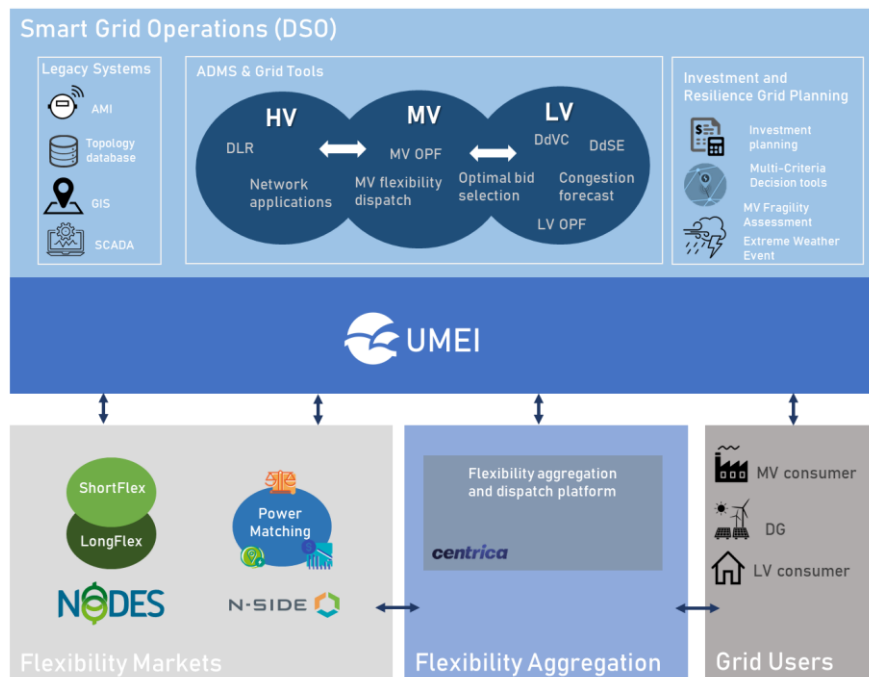 Smart Grid Operations (DSO)
Legacy Systems
AMI
Topology
database
GIS
SCADA
ADMS & Grid Tools
HV
DLR
Network
applications
MV
MV OPF
MV flexibility
dispatch
Optimal bid
selection
LV
DdVC
DdSE
Congestion
forecast
LV OPF
Investment and
Resilience Grid Planning
Investment
planning
Multi-Criteria
Decision tools
MV Fragility
Assessment
Extreme Weather
Event
UMEI
ShortFlex
LongFlex
NODES
Power
Matching
N-SIDE
Flexibility Markets
Flexibility aggregation
and dispatch platform
centrica
Flexibility Aggregation
MV consumer
DG
LV consumer
Grid Users